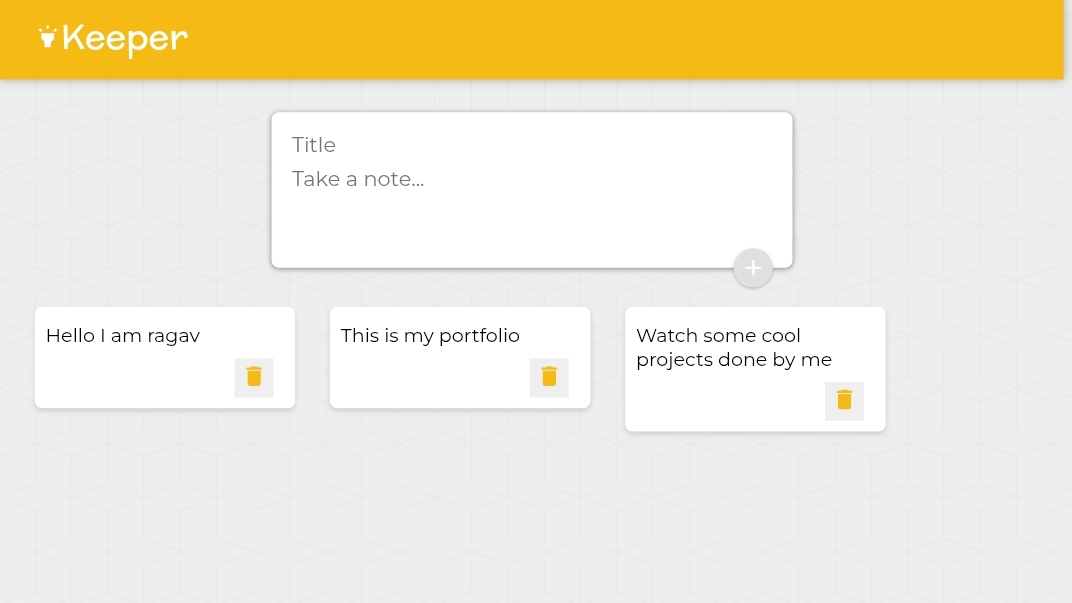 Keeper
Title
Take a note...
Hello I am ragav
This is my portfolio
Watch some cool
projects done by me